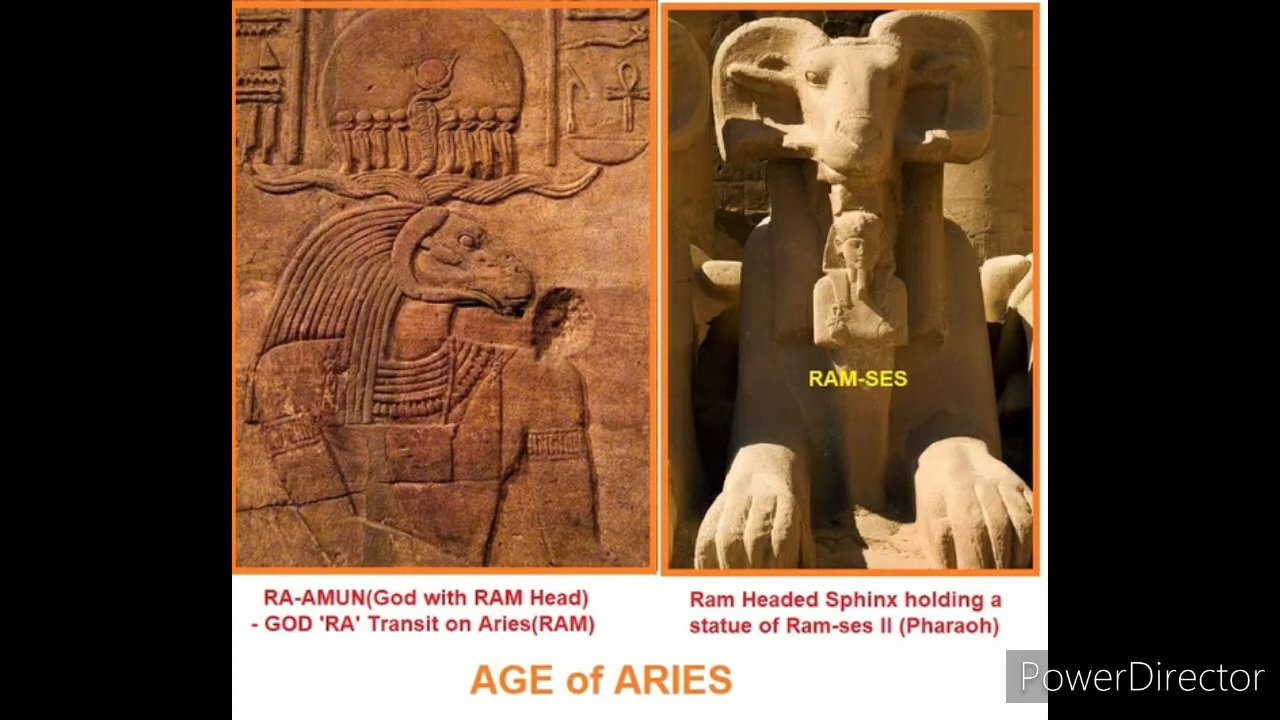 RAM-SES
RA-AMUN(God with RAM Head)
- GOD 'RA' Transit on Aries(RAM)
Ram Headed Sphinx holding a
statue of Ram-ses II (Pharaoh)
AGE of ARIES
PowerDirector